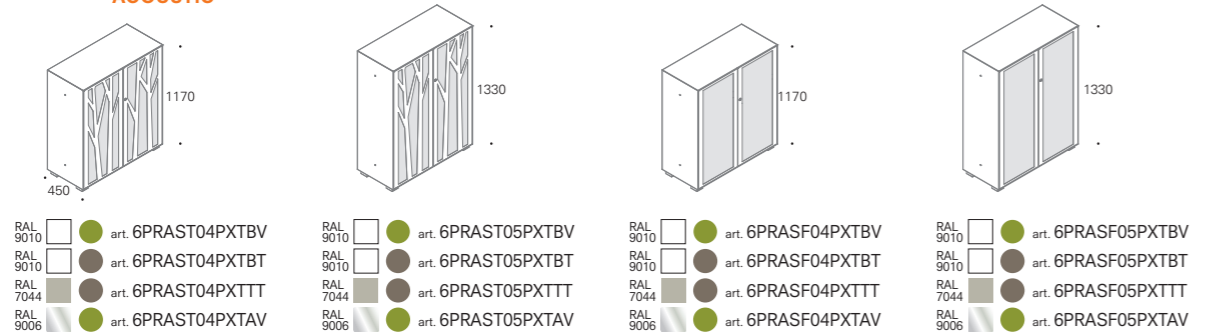 ACOUSTIC
1170
450
RAL 9010 art. 6PRAST04PXTBV
RAL 9010 art. 6PRAST04PXTBT
RAL 7044 art. 6PRAST04PXTTT
RAL 9006 art. 6PRAST04PXTAV
1330
RAL 9010 art. 6PRAST05PXTBV
RAL 9010 art. 6PRAST05PXTBT
RAL 7044 art. 6PRAST05PXTTT
RAL 9006 art. 6PRAST05PXTAV
1170
RAL 9010 art. 6PRASF04PXTBV
RAL 9010 art. 6PRASF04PXTBT
RAL 7044 art. 6PRASF04PXTTT
RAL 9006 art. 6PRASF04PXTAV
1330
RAL 9010 art. 6PRASF05PXTBV
RAL 9010 art. 6PRASF05PXTBT
RAL 7044 art. 6PRASF05PXTTT
RAL 9006 art. 6PRASF05PXTAV